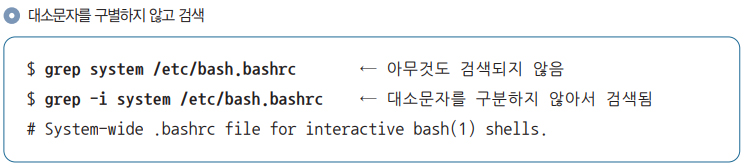 대소문자를 구별하지 않고 검색
$ grep system /etc/bash.bashrc ← 아무것도 검색되지 않음
$ grep -i system /etc/bash.bashrc ← 대소문자를 구분하지 않아서 검색됨
# System-wide .bashrc file for interactive bash(1) shells.